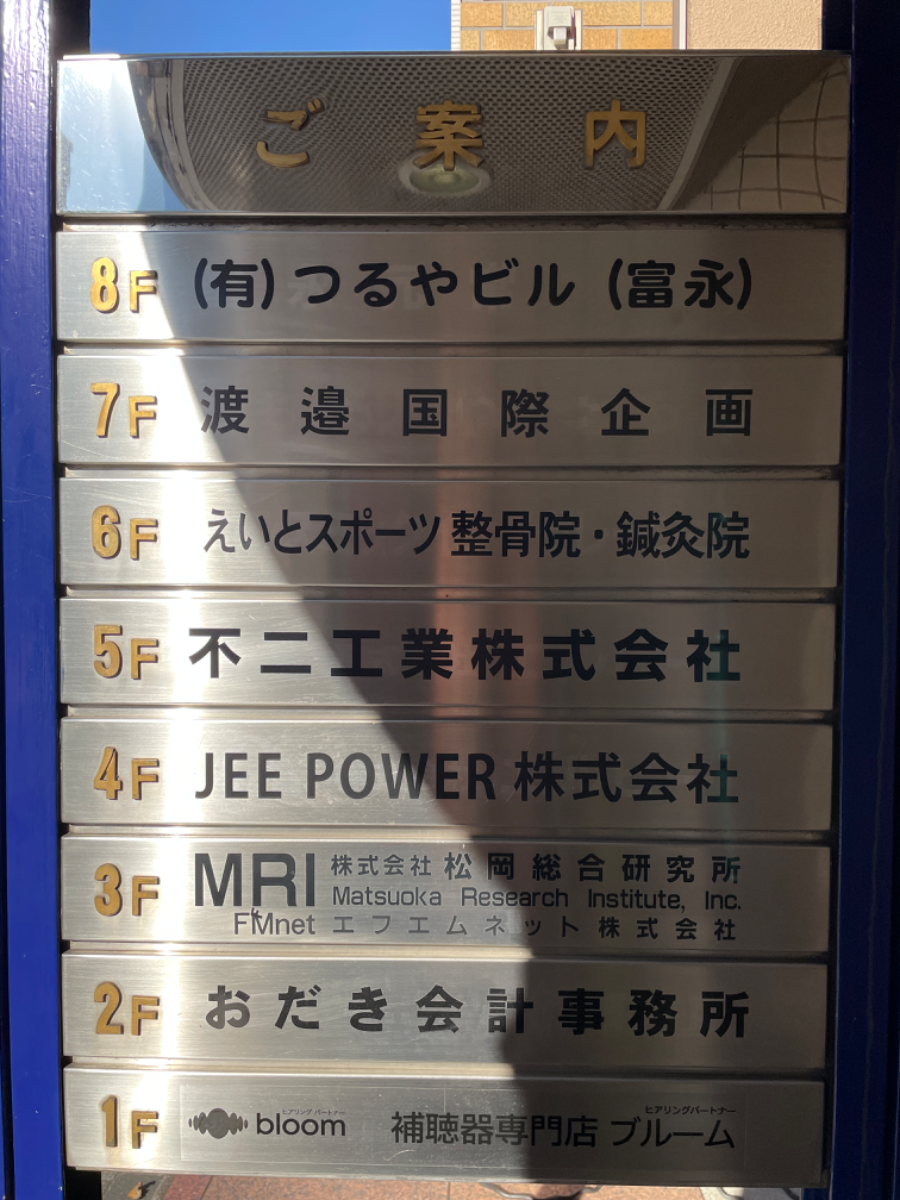 ご案内
8F (有)つるやビル (富永)
7F 渡邉国際企画
6F えいとスポーツ整骨院・鍼灸院
5F 不二工業株式会社
4F JEE POWER 株式会社
3F MRI 株式会社 松岡総合研究所
Matsuoka Research Institute, Inc.
FMnet エフエムネット株式会社
2F おだき会計事務所
ヒアリング パートナー ヒアリングパートナー
1F bloom 補聴器専門店 ブルーム